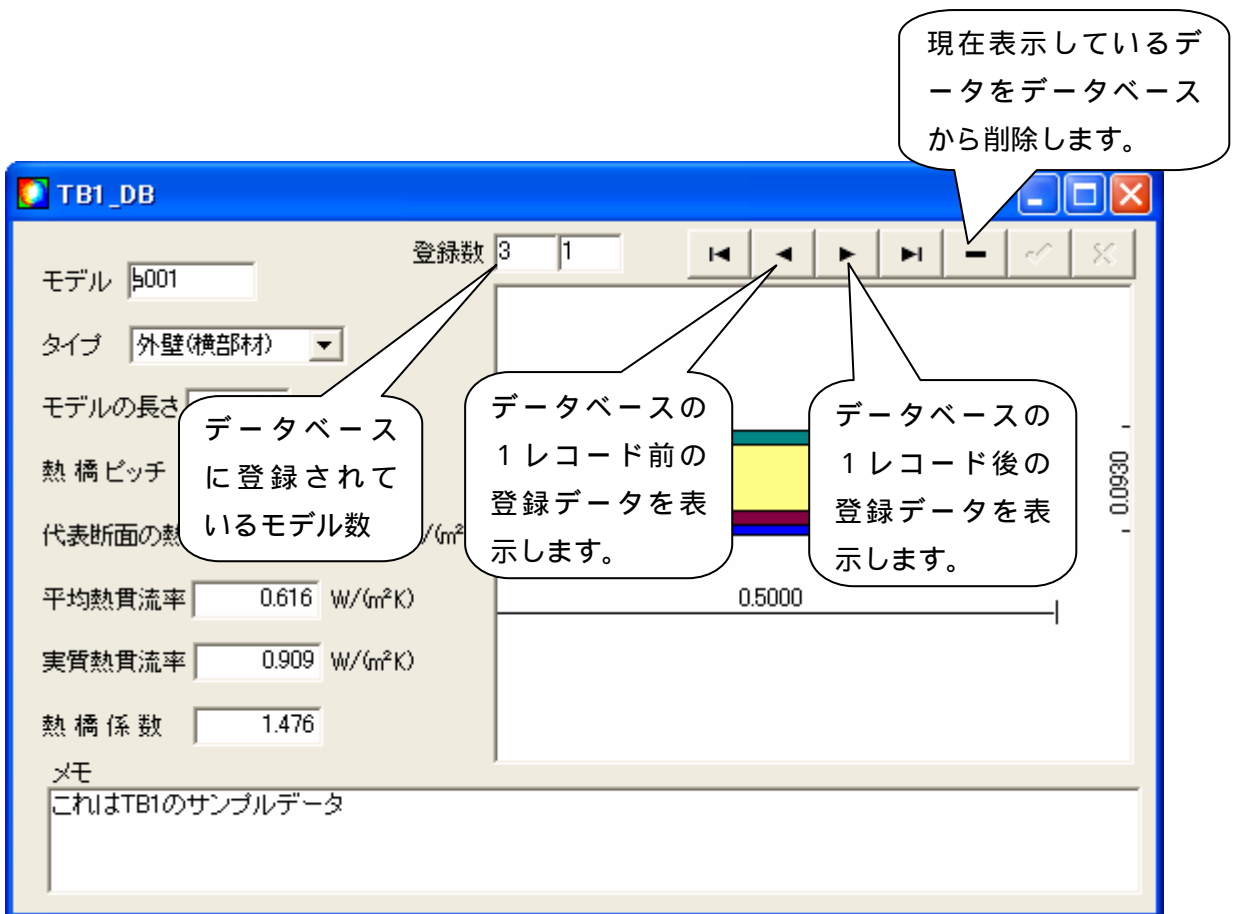 現在表示しているデ
ータをデータベース
から削除します。
TB1_DB
登録数 3 1
モデル b001
タイプ 外壁(横部材)
モデルの長さ
熱橋ピッチ
代表断面の熱
/(m²
平均熱貫流率 0.616 W/(m²K)
実質熱貫流率 0.909 W/(m²K)
熱橋係数 1.476
データベース
に登録されて
いるモデル数
データベースの
1レコード前の
登録データを表
示します。
データベースの
1レコード後の
登録データを表
示します。
0.0930
0.5000
メモ
これはTB1のサンプルデータ